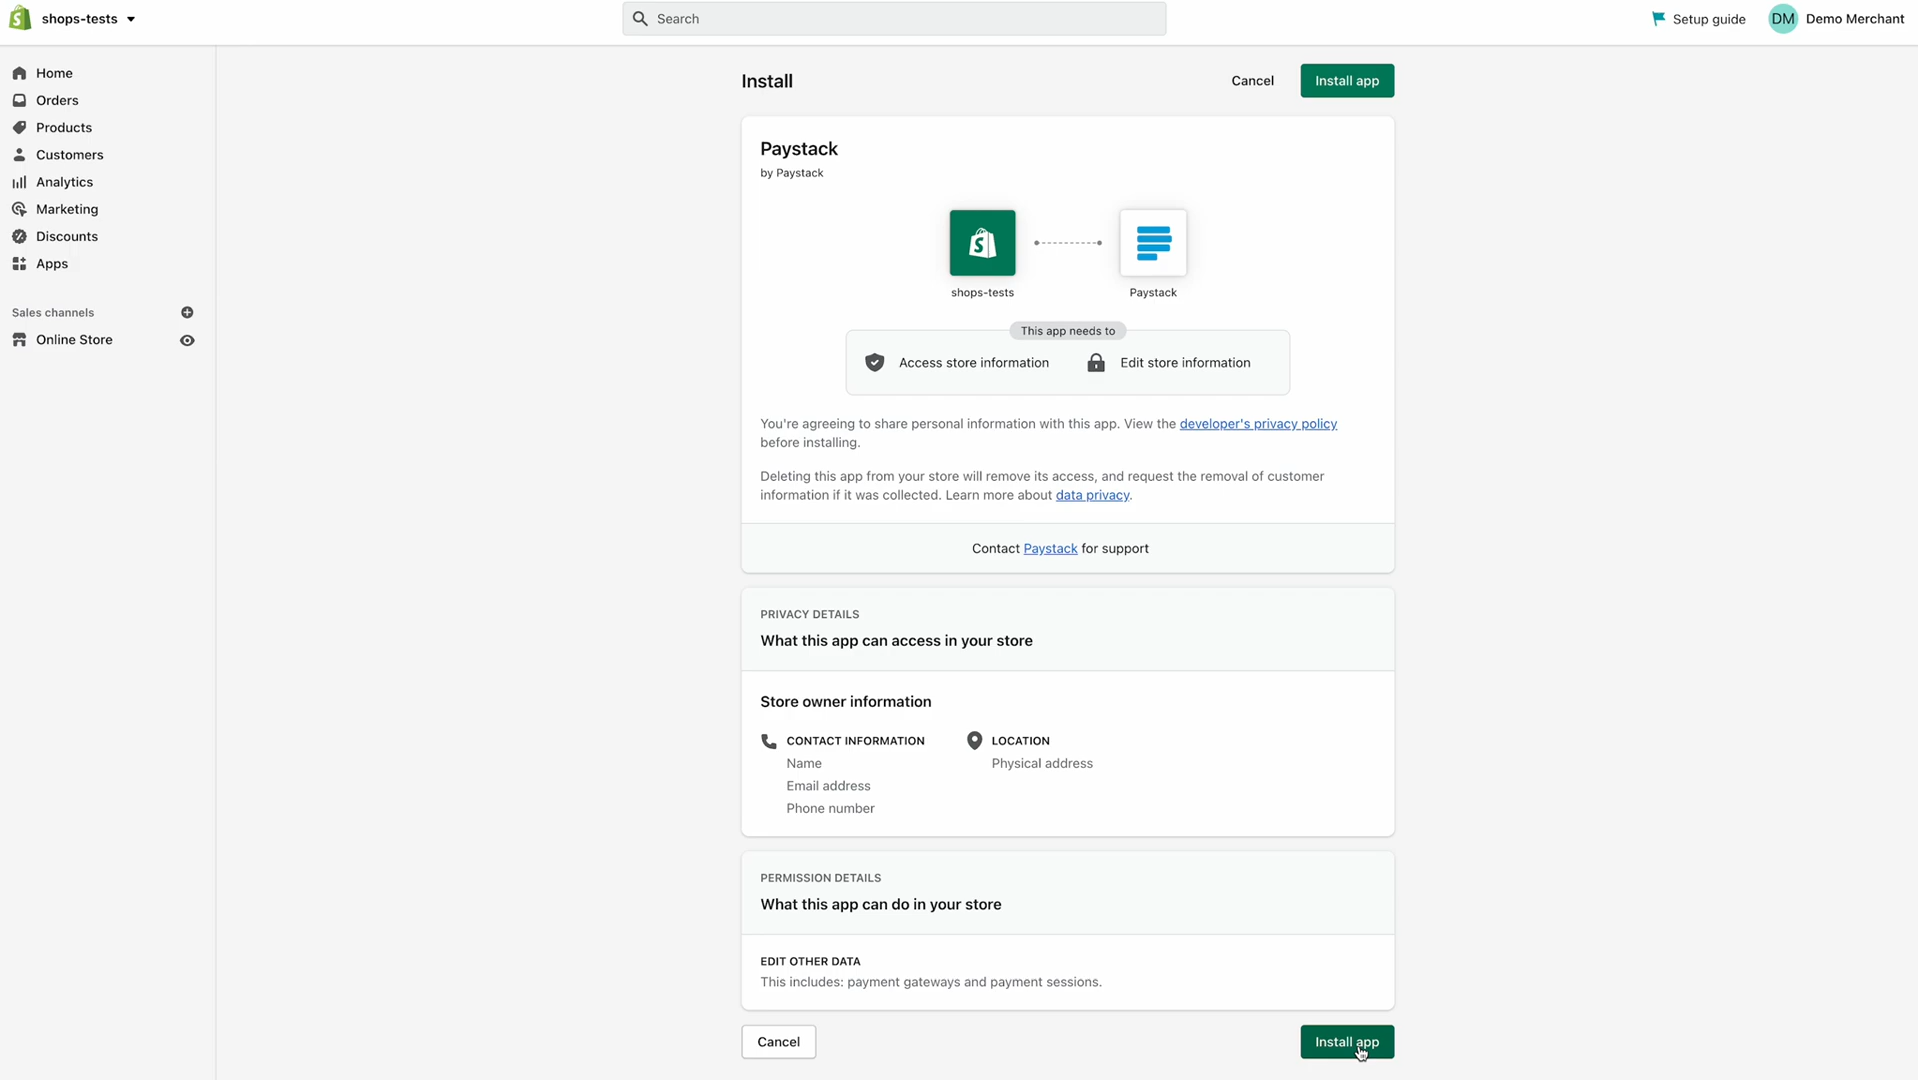 shops-tests
Search
Setup guide
DM
Demo Merchant
Home
Orders
Products
Customers
Analytics
Marketing
Discounts
Apps
Sales channels
Online Store
Install
Cancel
Install app
Paystack
by Paystack
shops-tests
Paystack
This app needs to
Access store information
Edit store information
You're agreeing to share personal information with this app. View the developer's privacy policy
before installing.
Deleting this app from your store will remove its access, and request the removal of customer
information if it was collected. Learn more about data privacy.
Contact Paystack for support
PRIVACY DETAILS
What this app can access in your store
Store owner information
CONTACT INFORMATION
Name
Email address
Phone number
LOCATION
Physical address
PERMISSION DETAILS
What this app can do in your store
EDIT OTHER DATA
This includes: payment gateways and payment sessions.
Cancel
Install app